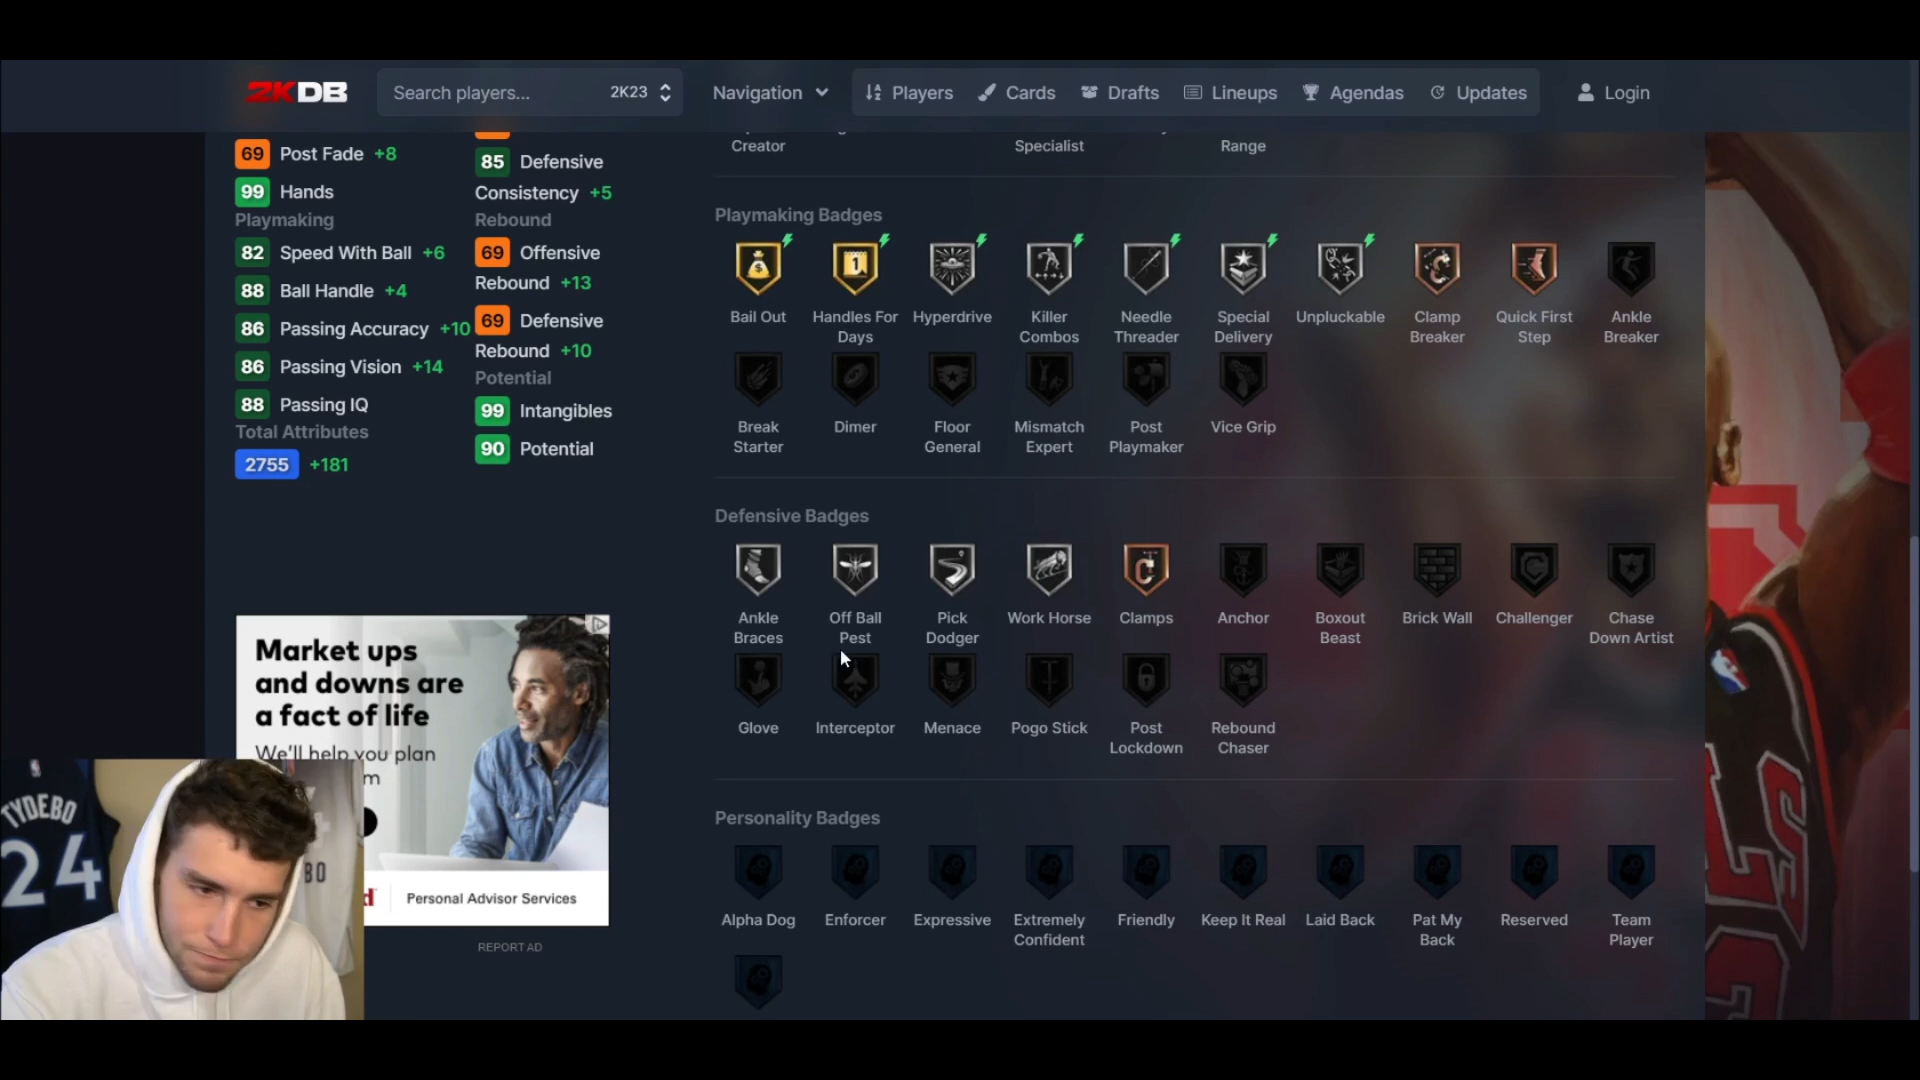 2KDB
Search players...
2K23
Navigation
Players
Cards
Drafts
Lineups
Agendas
Updates
Login
69 Post Fade +8
99 Hands
Playmaking
82 Speed With Ball +6
88 Ball Handle +4
86 Passing Accuracy +10
86 Passing Vision +14
88 Passing IQ
Total Attributes
2755 +181
85 Defensive
Consistency +5
Rebound
69 Offensive
Rebound +13
69 Defensive
Rebound +10
Potential
99 Intangibles
90 Potential
Creator
Specialist
Range
Playmaking Badges
Bail Out
Handles For
Days
Hyperdrive
Killer
Combos
Needle
Threader
Special
Delivery
Unpluckable
Clamp
Breaker
Quick First
Step
Ankle
Breaker
Break
Starter
Dimer
Floor
General
Mismatch
Expert
Post
Playmaker
Vice Grip
Defensive Badges
Ankle
Braces
Off Ball
Pest
Pick
Dodger
Work Horse
Clamps
Anchor
Boxout
Beast
Brick Wall
Challenger
Chase
Down Artist
Glove
Interceptor
Menace
Pogo Stick
Post
Lockdown
Rebound
Chaser
Personality Badges
Alpha Dog
Enforcer
Expressive
Extremely
Confident
Friendly
Keep It Real
Laid Back
Pat My
Back
Reserved
Team
Player
Market ups
and downs are
a fact of life
We'll help you plan
Personal Advisor Services
REPORT AD
TYDEBO
24